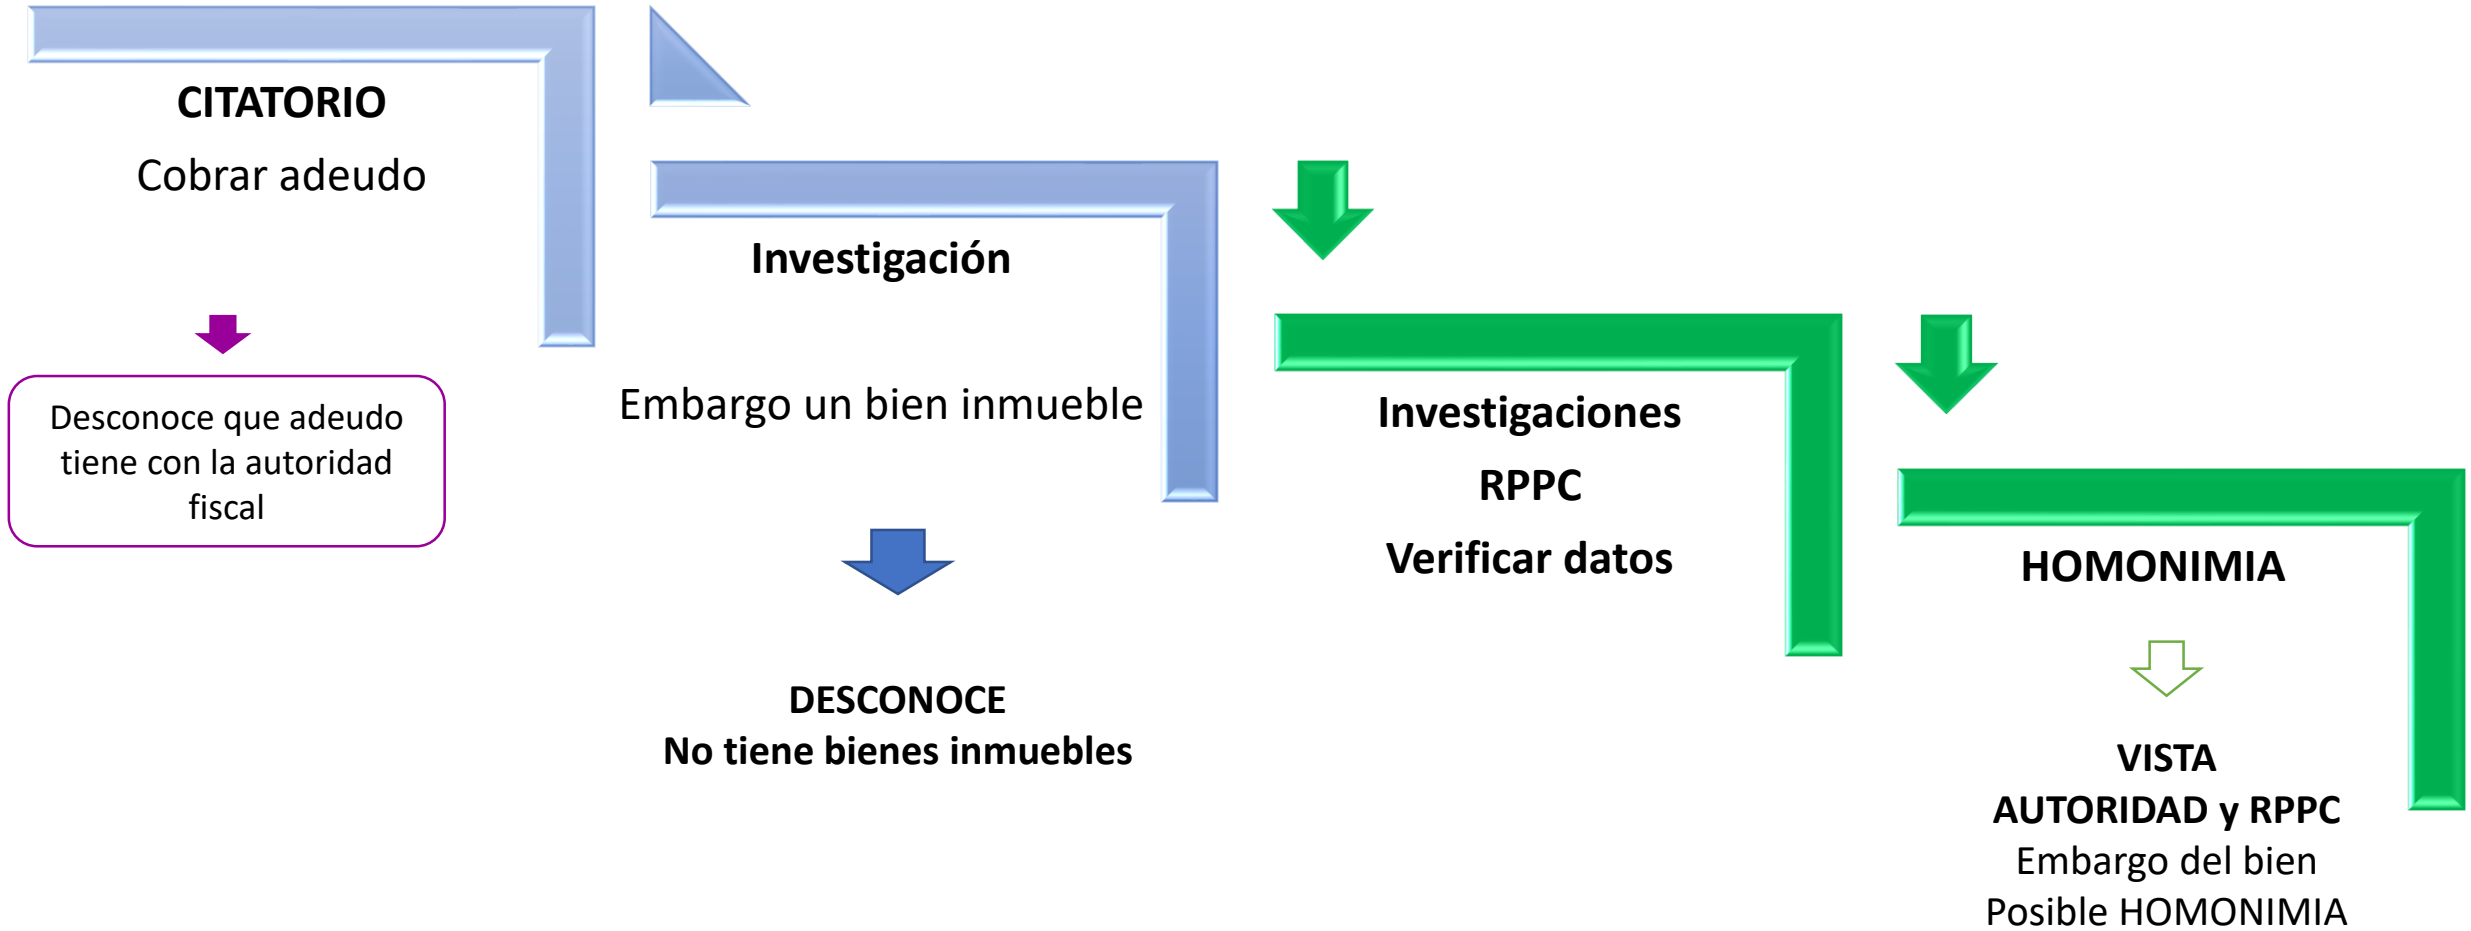 CITATORIO
Cobrar adeudo
Desconoce que adeudo
tiene con la autoridad
fiscal
Investigación
Embargo un bien inmueble
DESCONOCE
No tiene bienes inmuebles
Investigaciones
RPPC
Verificar datos
HOMONIMIA
VISTA
AUTORIDAD y RPPC
Embargo del bien
Posible HOMONIMIA